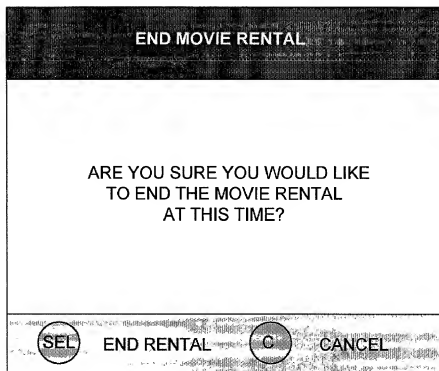 END MOVIE RENTAL
ARE YOU SURE YOU WOULD LIKE
TO END THE MOVIE RENTAL
AT THIS TIME?
SEL END RENTAL C CANCEL